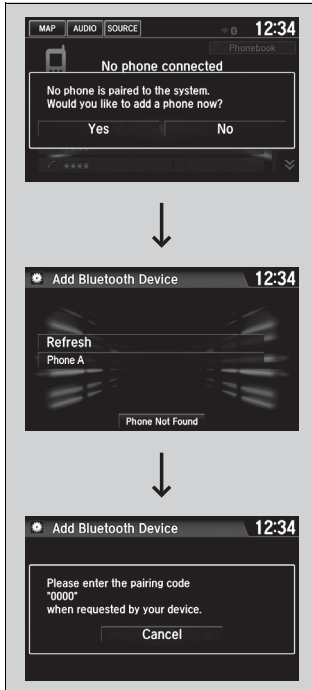 MAP AUDIO SOURCE 0 12:34
Phonebook
No phone connected
No phone is paired to the system.
Would you like to add a phone now?
Yes No
****
Add Bluetooth Device 12:34
Refresh
Phone A
Phone Not Found
Add Bluetooth Device 12:34
Please enter the pairing code
"0000"
when requested by your device.
Cancel